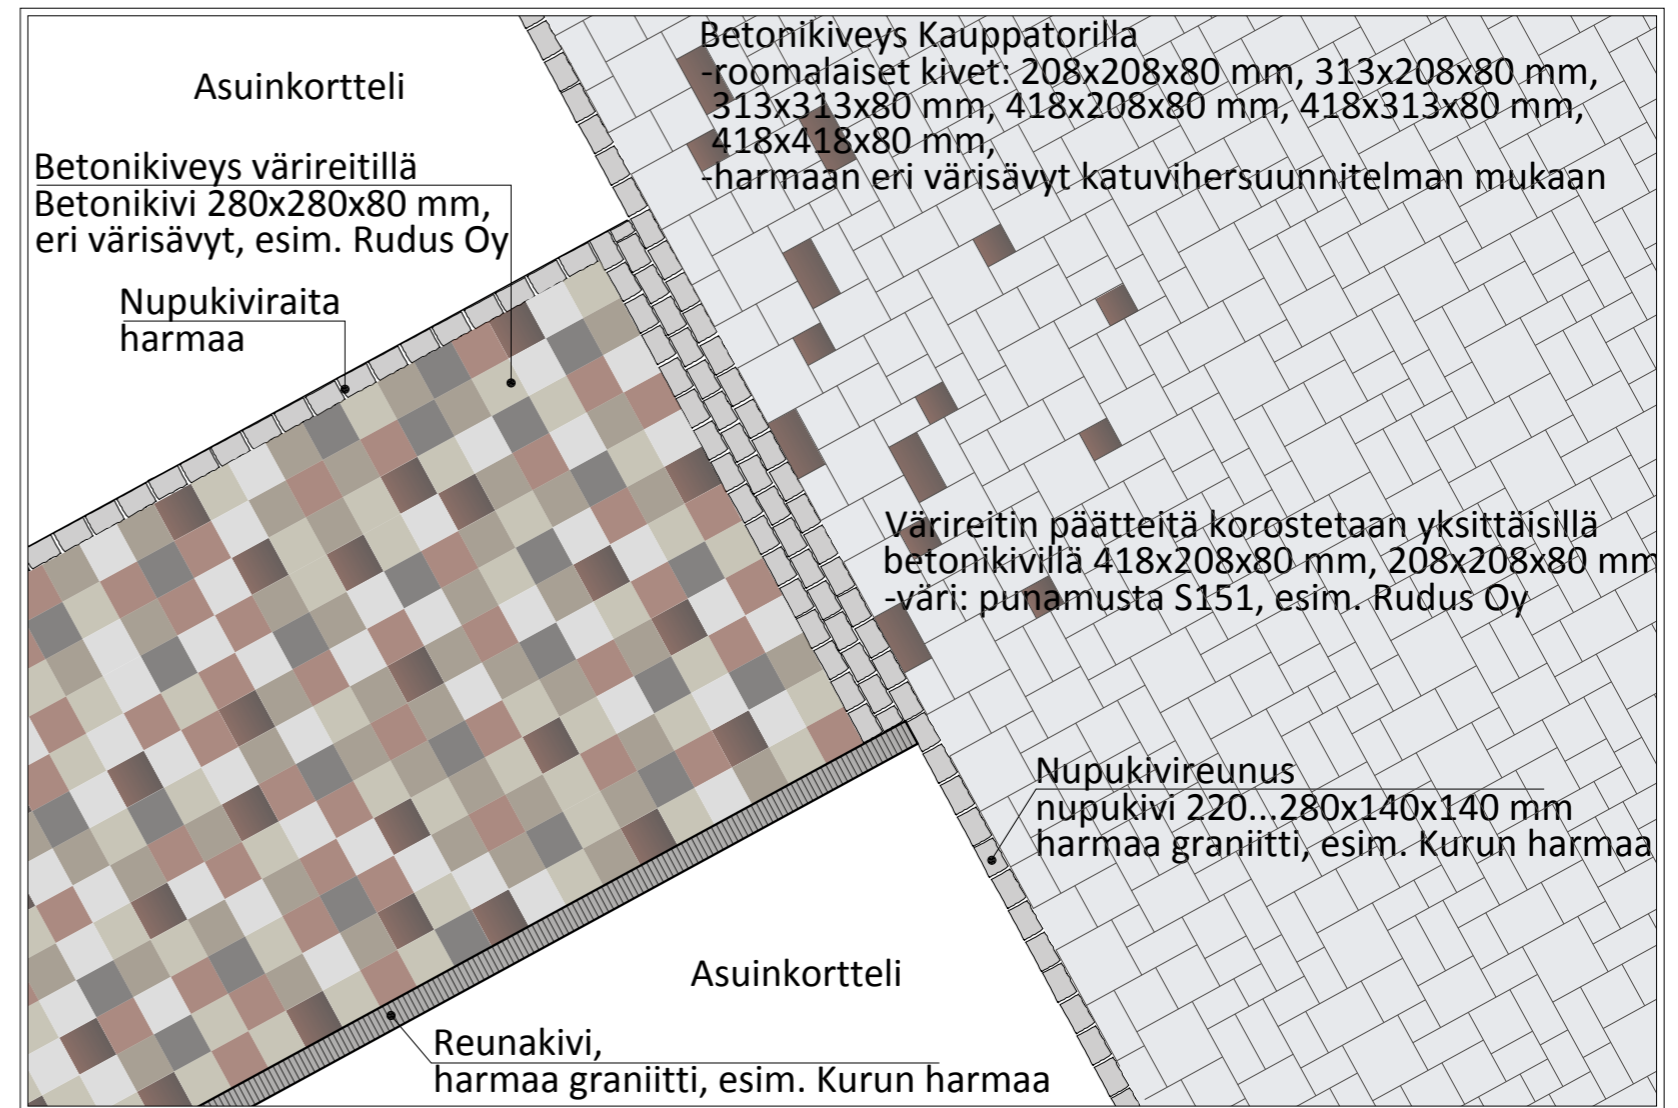 Asuinkortteli
Betonikiveys värireitillä
Betonikivi 280x280x80 mm,
eri värisävyt, esim. Rudus Oy
Nupukiviraita
harmaa
Betonikiveys Kauppatorilla
-roomalaiset kivet: 208x208x80 mm, 313x208x80 mm,
313x313x80 mm, 418x208x80 mm, 418x313x80 mm,
418x418x80 mm,
-harmaan eri värisävyt katuvihersuunnitelman mukaan
Värireitin päätteitä korostetaan yksittäisillä
betonikivillä 418x208x80 mm, 208x208x80 mm
-väri: punamusta S151, esim. Rudus Oy
Nupukivireunus
nupukivi 220...280x140x140 mm
harmaa graniitti, esim. Kurun harmaa
Asuinkortteli
Reunakivi,
harmaa graniitti, esim. Kurun harmaa